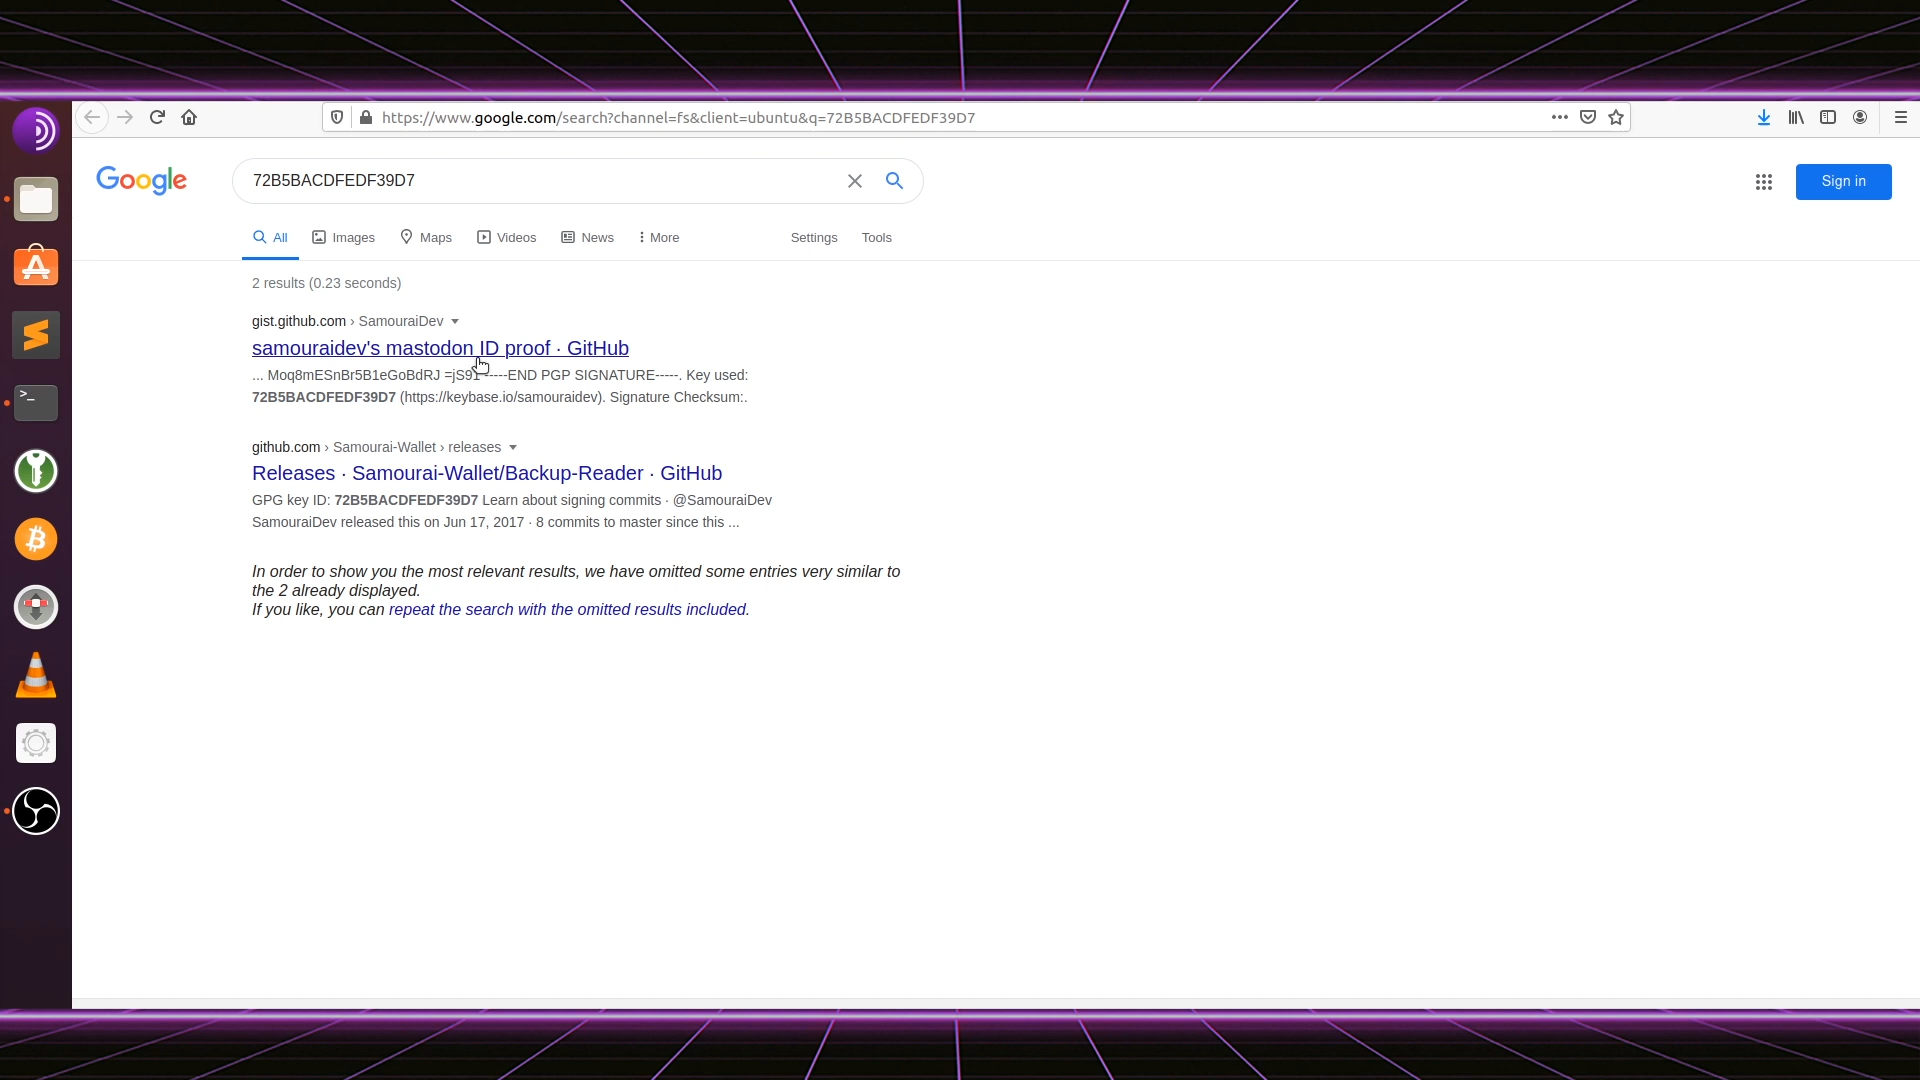 https://www.google.com/search?channel=fs&client=ubuntu&q=72B5BACDFEDF39D7
Google
72B5BACDFEDF39D7
Sign in
All Images Maps Videos News More Settings Tools
2 results (0.23 seconds)
gist.github.com › SamouraiDev
samouraidev's mastodon ID proof · GitHub
... Moq8mESnBr5B1eGoBdRJ =jS91 -----END PGP SIGNATURE-----. Key used:
72B5BACDFEDF39D7 (https://keybase.io/samouraidev). Signature Checksum:.
github.com › Samourai-Wallet › releases
Releases · Samourai-Wallet/Backup-Reader · GitHub
GPG key ID: 72B5BACDFEDF39D7 Learn about signing commits · @SamouraiDev
SamouraiDev released this on Jun 17, 2017 · 8 commits to master since this ...
In order to show you the most relevant results, we have omitted some entries very similar to
the 2 already displayed.
If you like, you can repeat the search with the omitted results included.